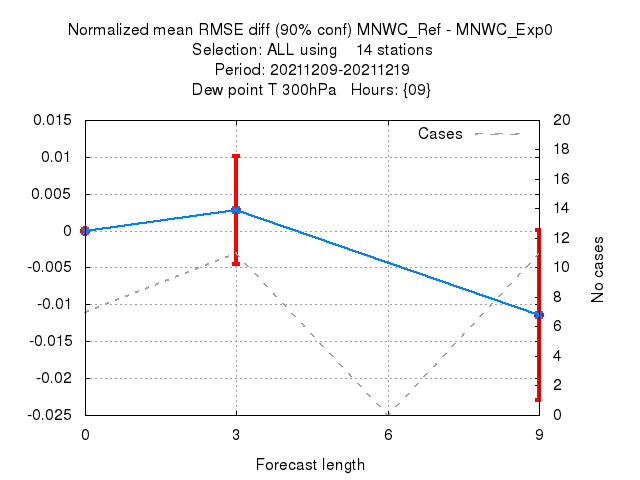 Normalized mean RMSE diff (90% conf) MNWC_Ref - MNWC_Exp0
Selection: ALL using    14 stations
Period: 20211209-20211219
Dew point T 300hPa   Hours: {09}
Cases
0.015
0.01
0.005
0
-0.005
-0.01
-0.015
-0.02
-0.025
20
18
16
14
12
10
8
6
4
2
0
No cases
0 3 6 9
Forecast length